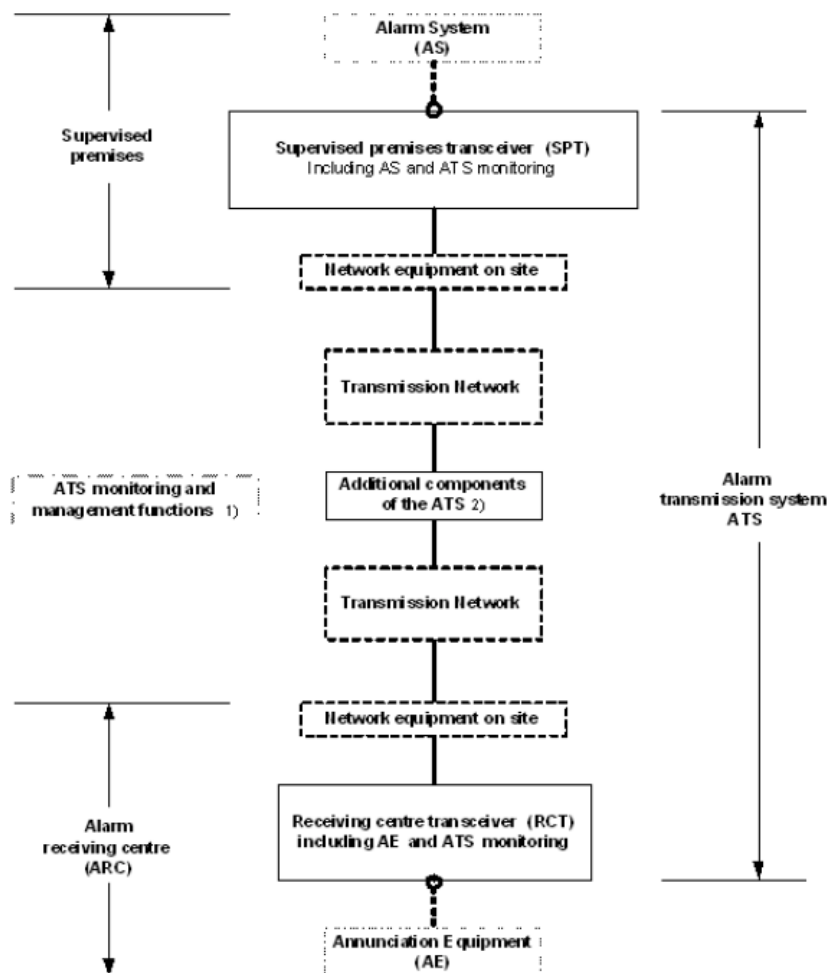 Alarm System
(AS)
Supervised
premises
Supervised premises transceiver (SPT)
Including AS and ATS monitoring
Network equipment on site
Transmission Network
ATS monitoring and
management functions 1)
Additional components
of the ATS 2)
Alarm
transmission system
ATS
Transmission Network
Network equipment on site
Alarm
receiving centre
(ARC)
Receiving centre transceiver (RCT)
including AE and ATS monitoring
Annunciation Equipment
(AE)